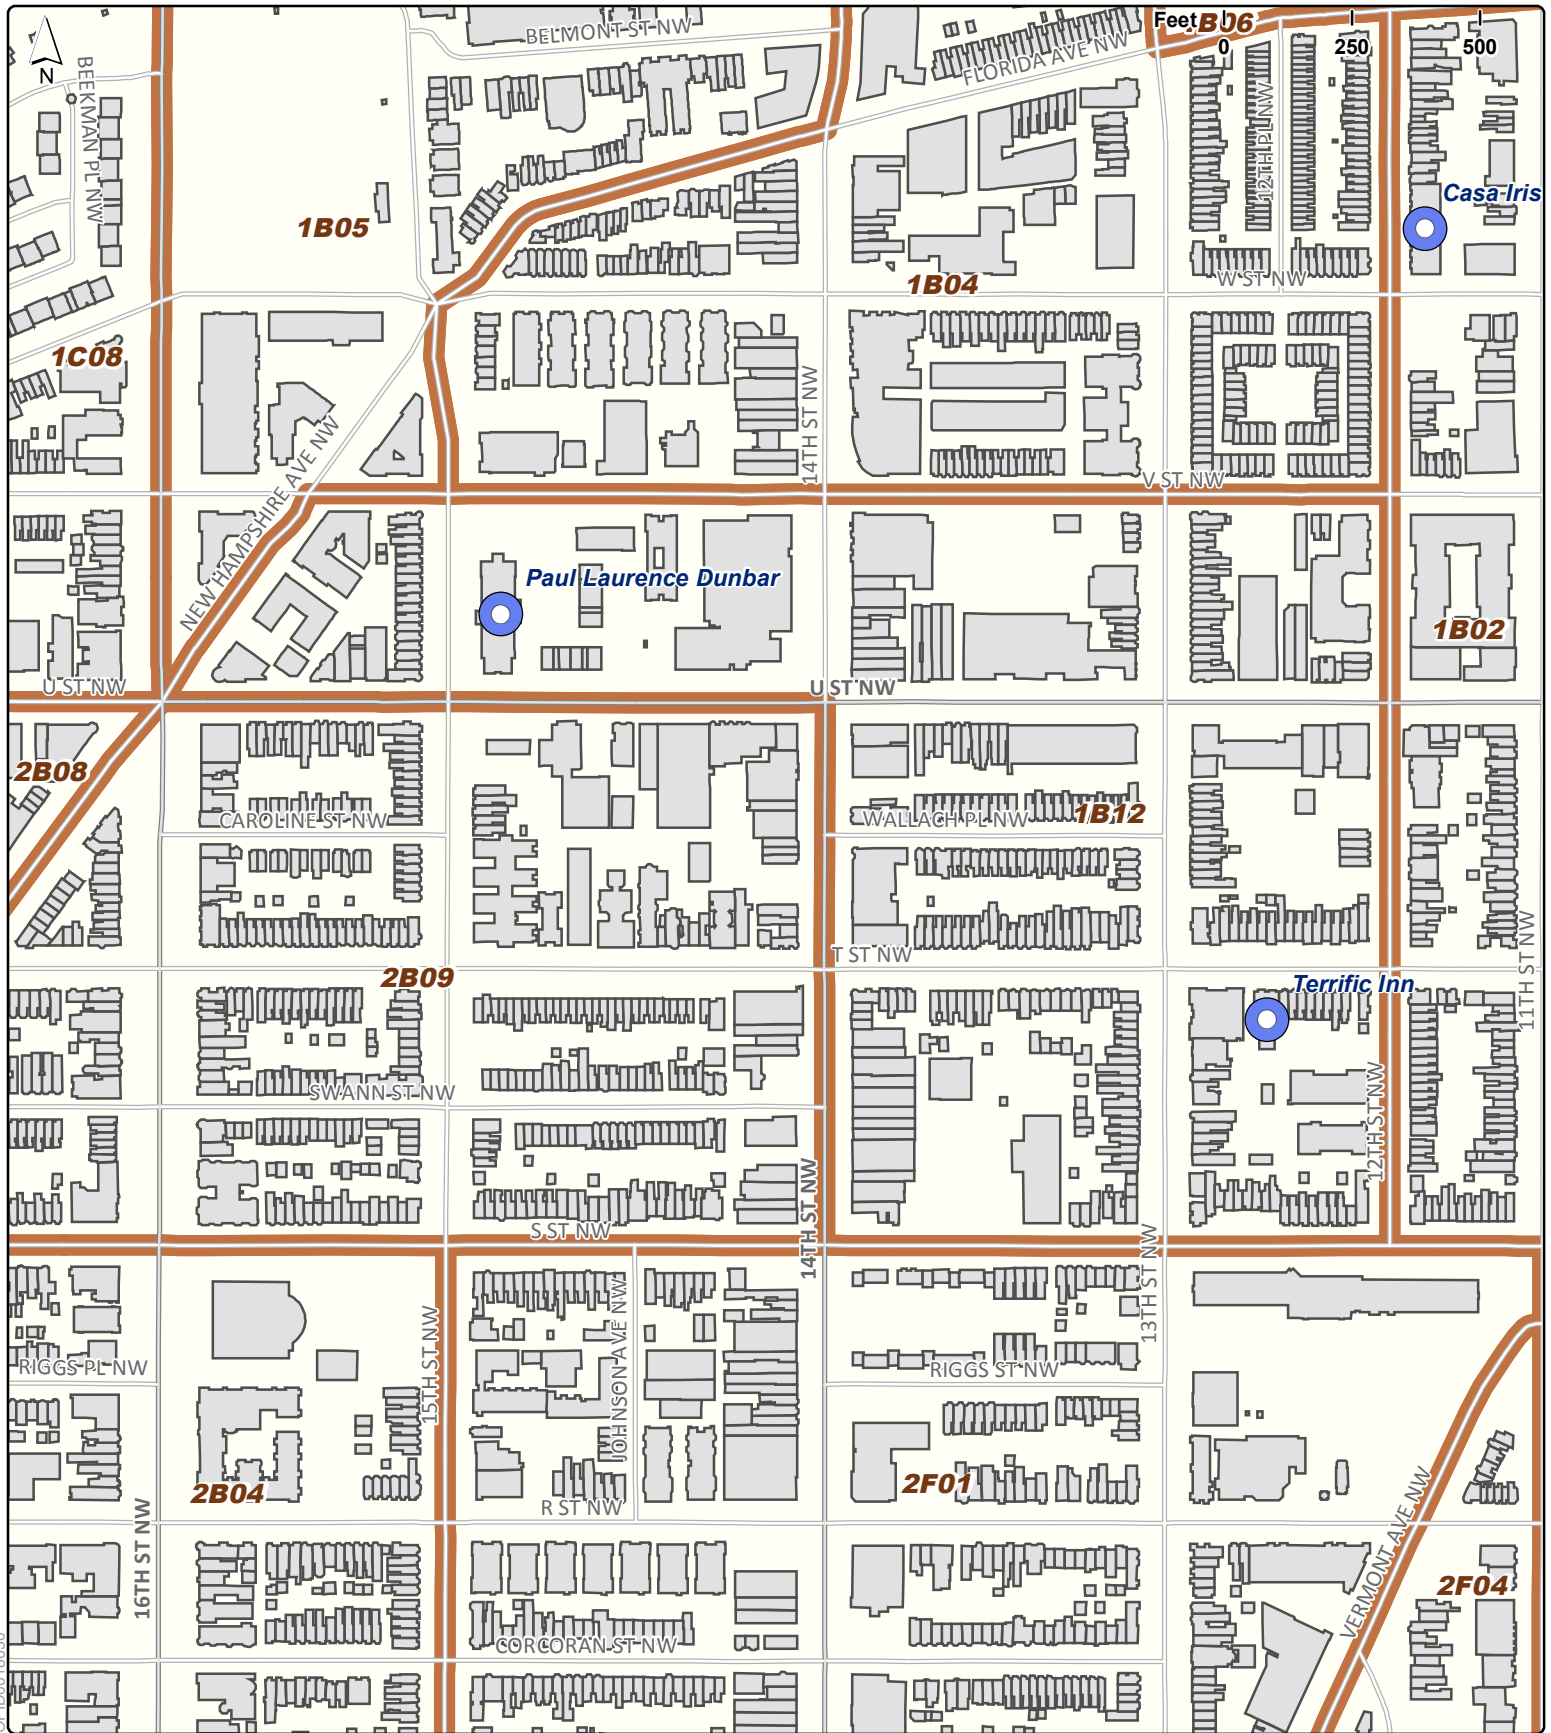 BELMONT ST NW
Feet
1B06
0
250
500
N
BEEKMAN PL NW
FLORIDA AVE NW
12TH PL NW
Casa Iris
1B05
1B04
W ST NW
1C08
14TH ST NW
NEW HAMPSHIRE AVE NW
V ST NW
Paul Laurence Dunbar
1B02
U ST NW
U ST NW
2B08
CAROLINE ST NW
WALLACH PL NW
1B12
T ST NW
2B09
11TH ST NW
Terrific Inn
SWANN ST NW
12TH ST NW
S ST NW
14TH ST NW
13TH ST NW
15TH ST NW
JOHNSON AVE NW
RIGGS PL NW
RIGGS ST NW
2B04
2F01
R ST NW
16TH ST NW
VERMONT AVE NW
2F04
CORCORAN ST NW